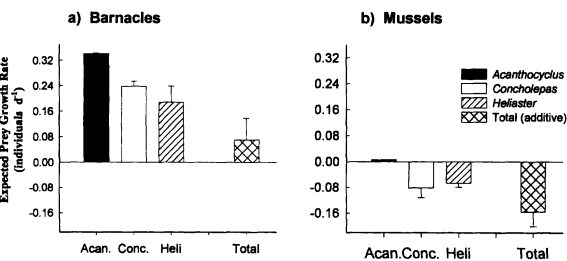 a) Barnacles
Expected Prey Growth Rate
(individuals d⁻¹)
0.32
0.24
0.16
0.08
0.00
-0.08
-0.16
Acan. Conc. Heli Total
b) Mussels
0.32
0.24
0.16
0.08
0.00
-0.08
-0.16
Acanthocyclus
Concholepas
Heliaster
Total (additive)
Acan.Conc. Heli Total